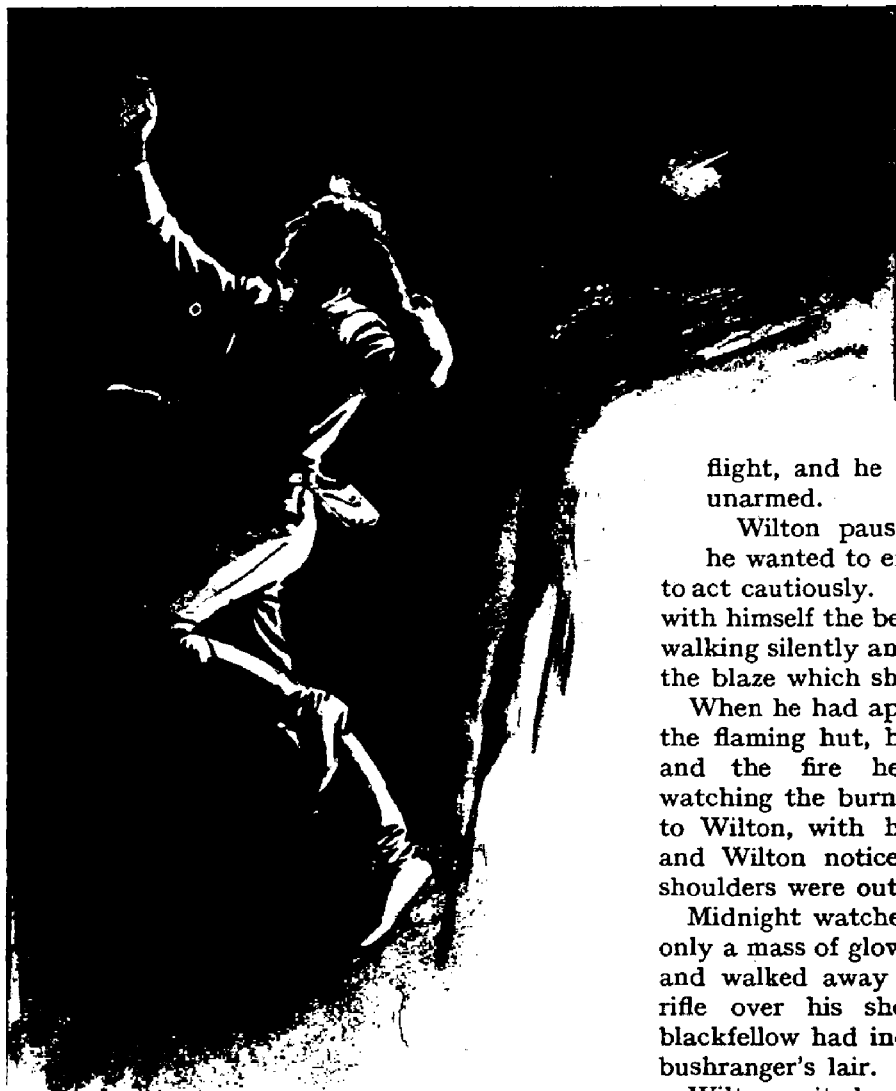 flight, and he
unarmed.
Wilton paus
he wanted to e
to act cautiously.
with himself the be
walking silently an
the blaze which sh
When he had ap
the flaming hut, b
and the fire he
watching the burn
to Wilton, with h
and Wilton notice
shoulders were out
Midnight watche
only a mass of glow
and walked away
rifle over his sho
blackfellow had in
bushranger's lair.